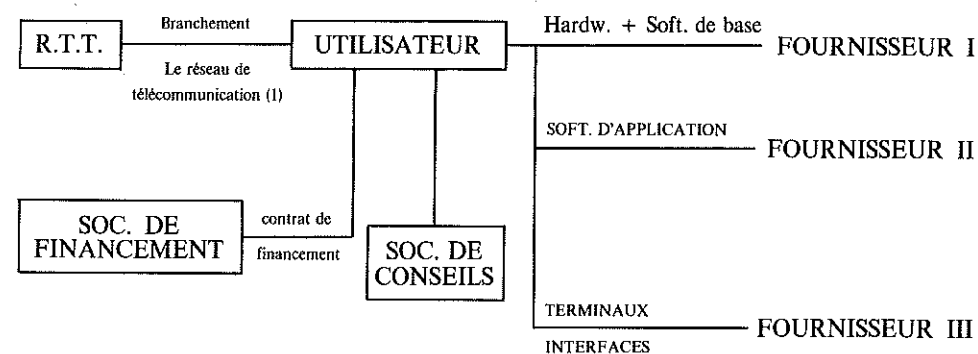 R.T.T.
Branchement
Le réseau de
télécommunication (1)
UTILISATEUR
Hardw. + Soft. de base
FOURNISSEUR I
SOFT. D'APPLICATION
FOURNISSEUR II
SOC. DE
FINANCEMENT
contrat de
financement
SOC. DE
CONSEILS
TERMINAUX
INTERFACES
FOURNISSEUR III